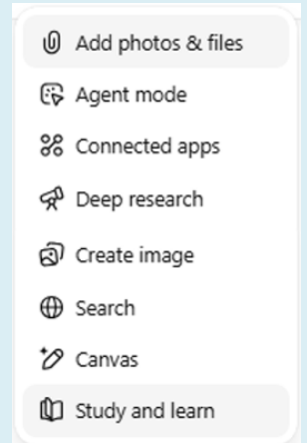 Add photos & files
Agent mode
Connected apps
Deep research
Create image
Search
Canvas
Study and learn